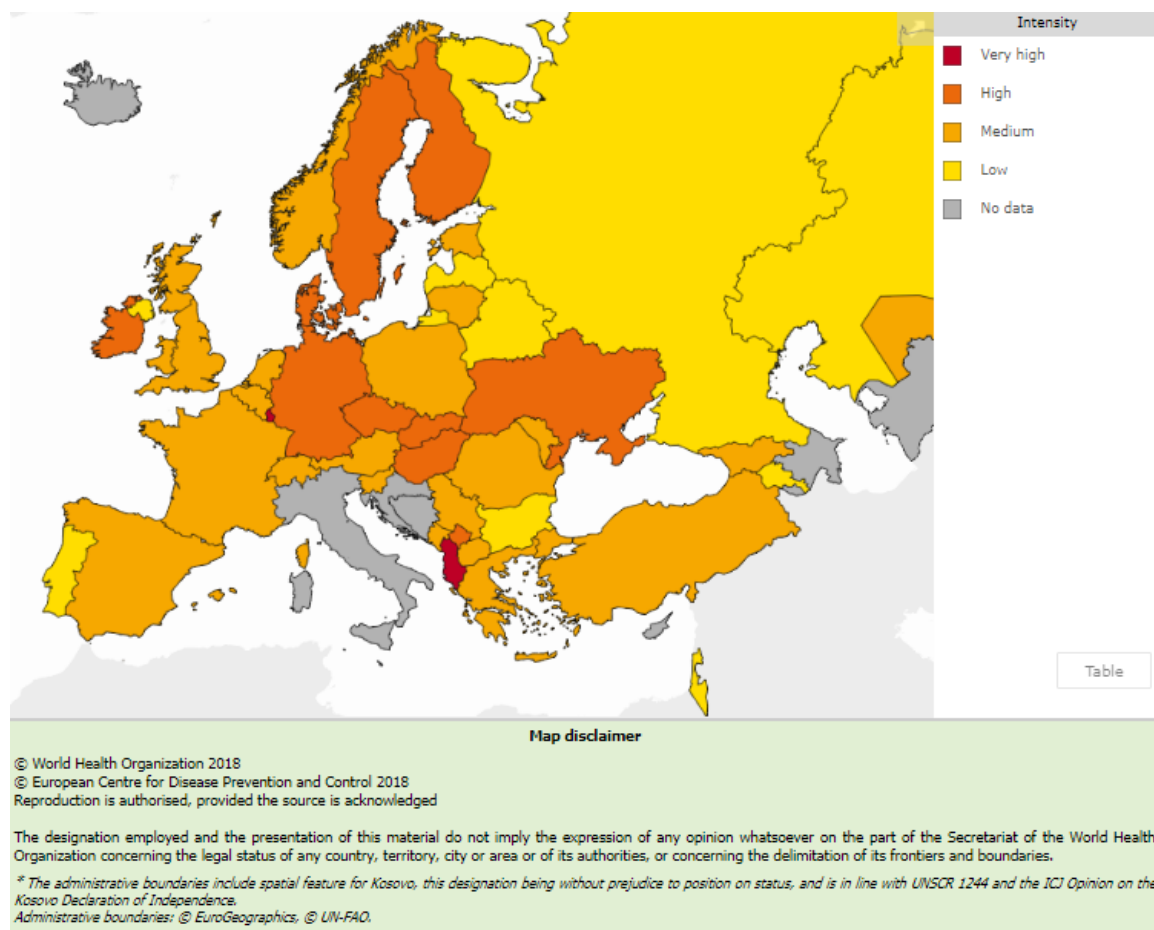 Intensity
Very high
High
Medium
Low
No data
Table
Map disclaimer
© World Health Organization 2018
© European Centre for Disease Prevention and Control 2018
Reproduction is authorised, provided the source is acknowledged
The designation employed and the presentation of this material do not imply the expression of any opinion whatsoever on the part of the Secretariat of the World Health
Organization concerning the legal status of any country, territory, city or area or of its authorities, or concerning the delimitation of its frontiers and boundaries.
* The administrative boundaries include spatial feature for Kosovo, this designation being without prejudice to position on status, and is in line with UNSCR 1244 and the ICJ Opinion on the
Kosovo Declaration of Independence.
Administrative boundaries: © EuroGeographics, © UN-FAO.